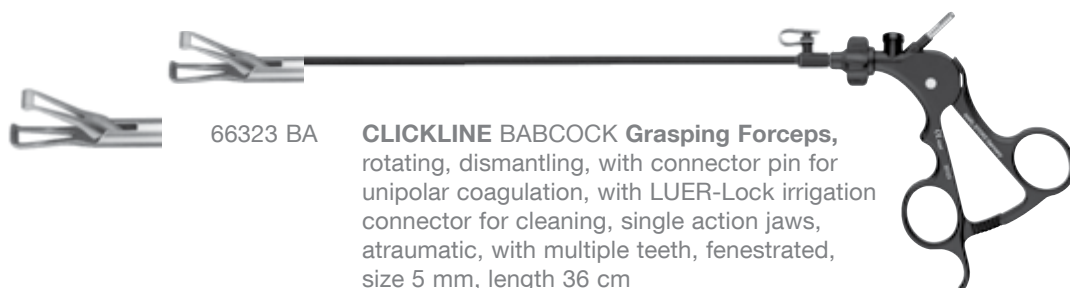 66323 BA CLICKLINE BABCOCK Grasping Forceps,
rotating, dismantling, with connector pin for
unipolar coagulation, with LUER-Lock irrigation
connector for cleaning, single action jaws,
atraumatic, with multiple teeth, fenestrated,
size 5 mm, length 36 cm